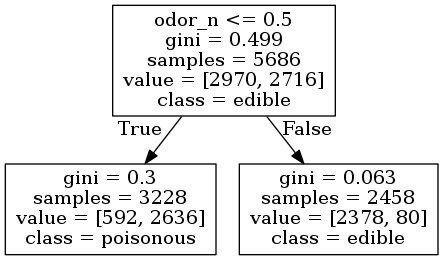 odor_n <= 0.5
gini = 0.499
samples = 5686
value = [2970, 2716]
class = edible
True
False
gini = 0.3
samples = 3228
value = [592, 2636]
class = poisonous
gini = 0.063
samples = 2458
value = [2378, 80]
class = edible